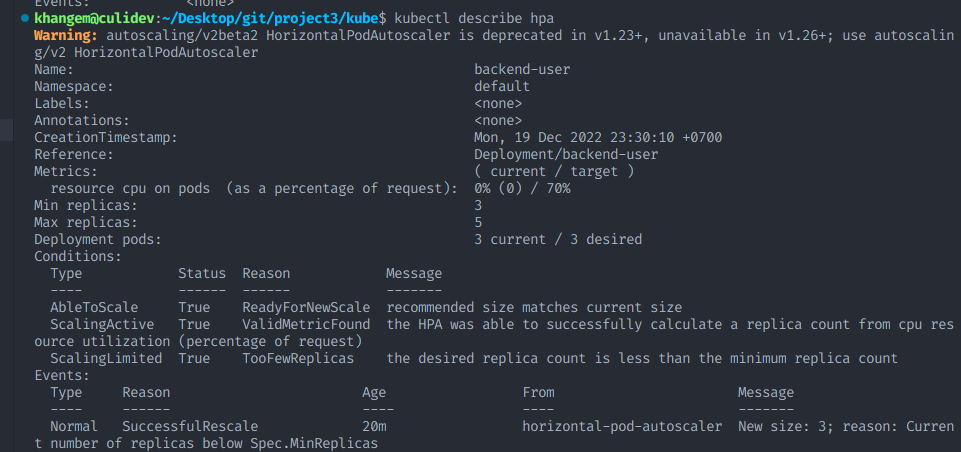 Events: <none>
khangem@culidev:~/Desktop/git/project3/kube$ kubectl describe hpa
Warning: autoscaling/v2beta2 HorizontalPodAutoscaler is deprecated in v1.23+, unavailable in v1.26+; use autoscalin
g/v2 HorizontalPodAutoscaler
Name: backend-user
Namespace: default
Labels: <none>
Annotations: <none>
CreationTimestamp: Mon, 19 Dec 2022 23:30:10 +0700
Reference: Deployment/backend-user
Metrics: ( current / target )
resource cpu on pods (as a percentage of request): 0% (0) / 70%
Min replicas: 3
Max replicas: 5
Deployment pods: 3 current / 3 desired
Conditions:
Type Status Reason Message
---- ------ ------ -------
AbleToScale True ReadyForNewScale recommended size matches current size
ScalingActive True ValidMetricFound the HPA was able to successfully calculate a replica count from cpu res
ource utilization (percentage of request)
ScalingLimited True TooFewReplicas the desired replica count is less than the minimum replica count
Events:
Type Reason Age From Message
---- ------ ---- ---- -------
Normal SuccessfulRescale 20m horizontal-pod-autoscaler New size: 3; reason: Curren
t number of replicas below Spec.MinReplicas